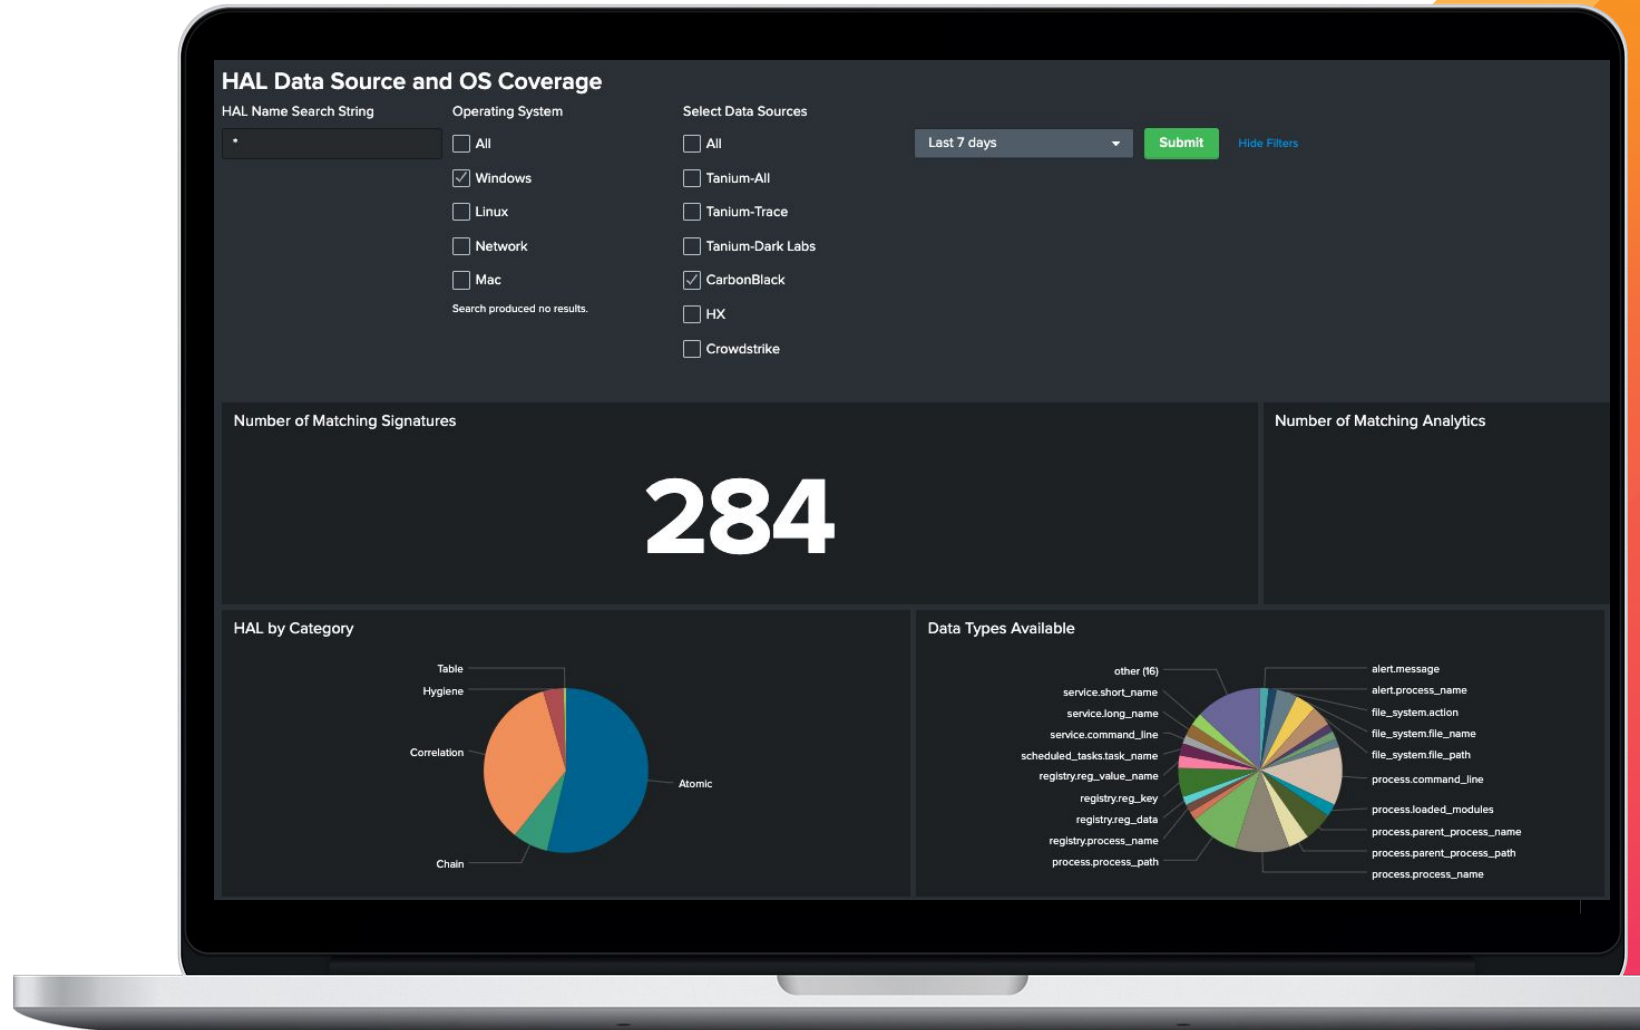 HAL Data Source and OS Coverage
HAL Name Search String
*
Operating System
All
Windows
Linux
Network
Mac
Search produced no results.
Select Data Sources
All
Tanium-All
Tanium-Trace
Tanium-Dark Labs
CarbonBlack
HX
Crowdstrike
Last 7 days
Submit
Hide Filters
Number of Matching Signatures
284
Number of Matching Analytics
HAL by Category
Table
Hygiene
Correlation
Chain
Atomic
Data Types Available
other (16)
service.short_name
service.long_name
service.command_line
scheduled_tasks.task_name
registry.reg_value_name
registry.reg_key
registry.reg_data
registry.process_name
process.process_path
alert.message
alert.process_name
file_system.action
file_system.file_name
file_system.file_path
process.command_line
process.loaded_modules
process.parent_process_name
process.parent_process_path
process.process_name